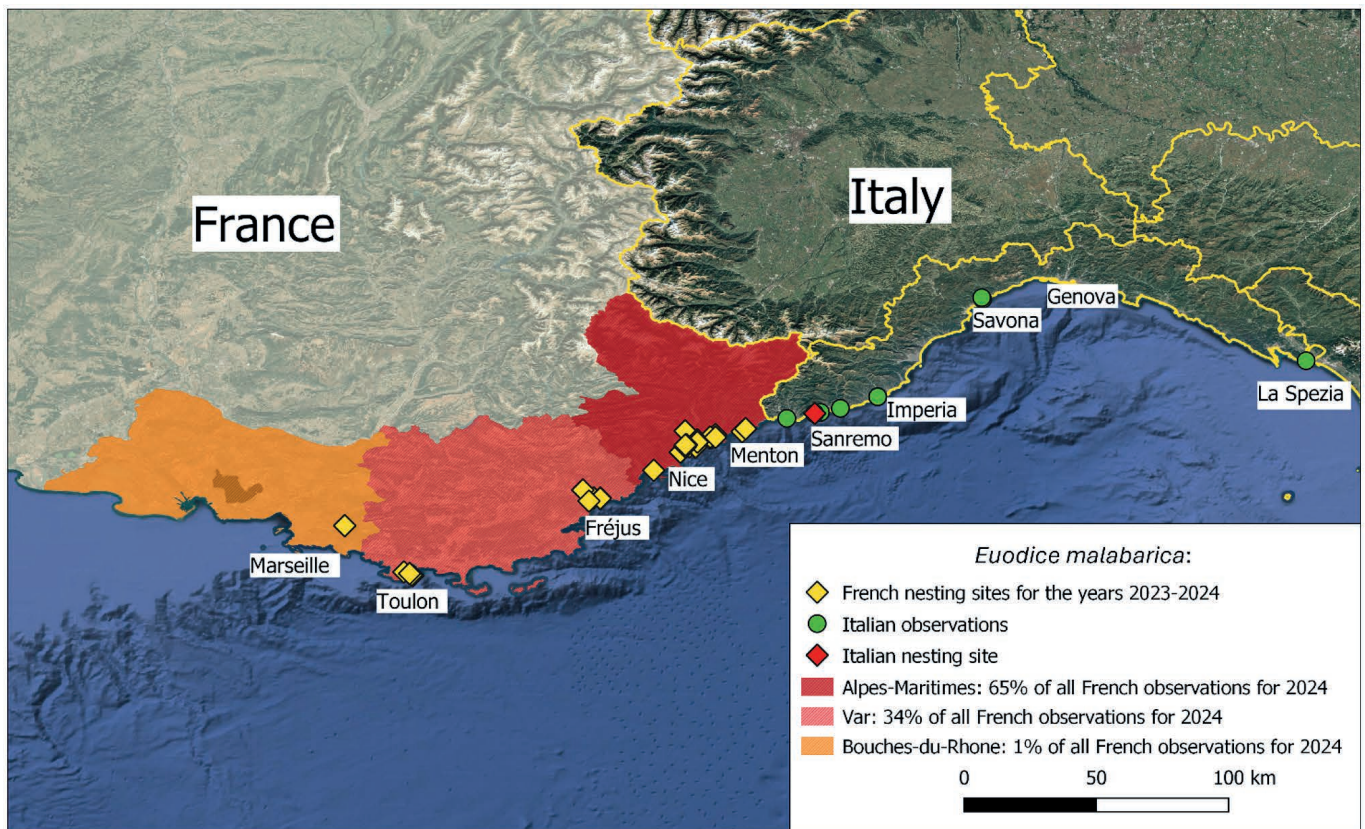 France
Italy
Genova
Savona
La Spezia
Imperia
Sanremo
Menton
Nice
Fréjus
Marseille
Toulon
Euodice malabarica:
French nesting sites for the years 2023-2024
Italian observations
Italian nesting site
Alpes-Maritimes: 65% of all French observations for 2024
Var: 34% of all French observations for 2024
Bouches-du-Rhone: 1% of all French observations for 2024
0 50 100 km